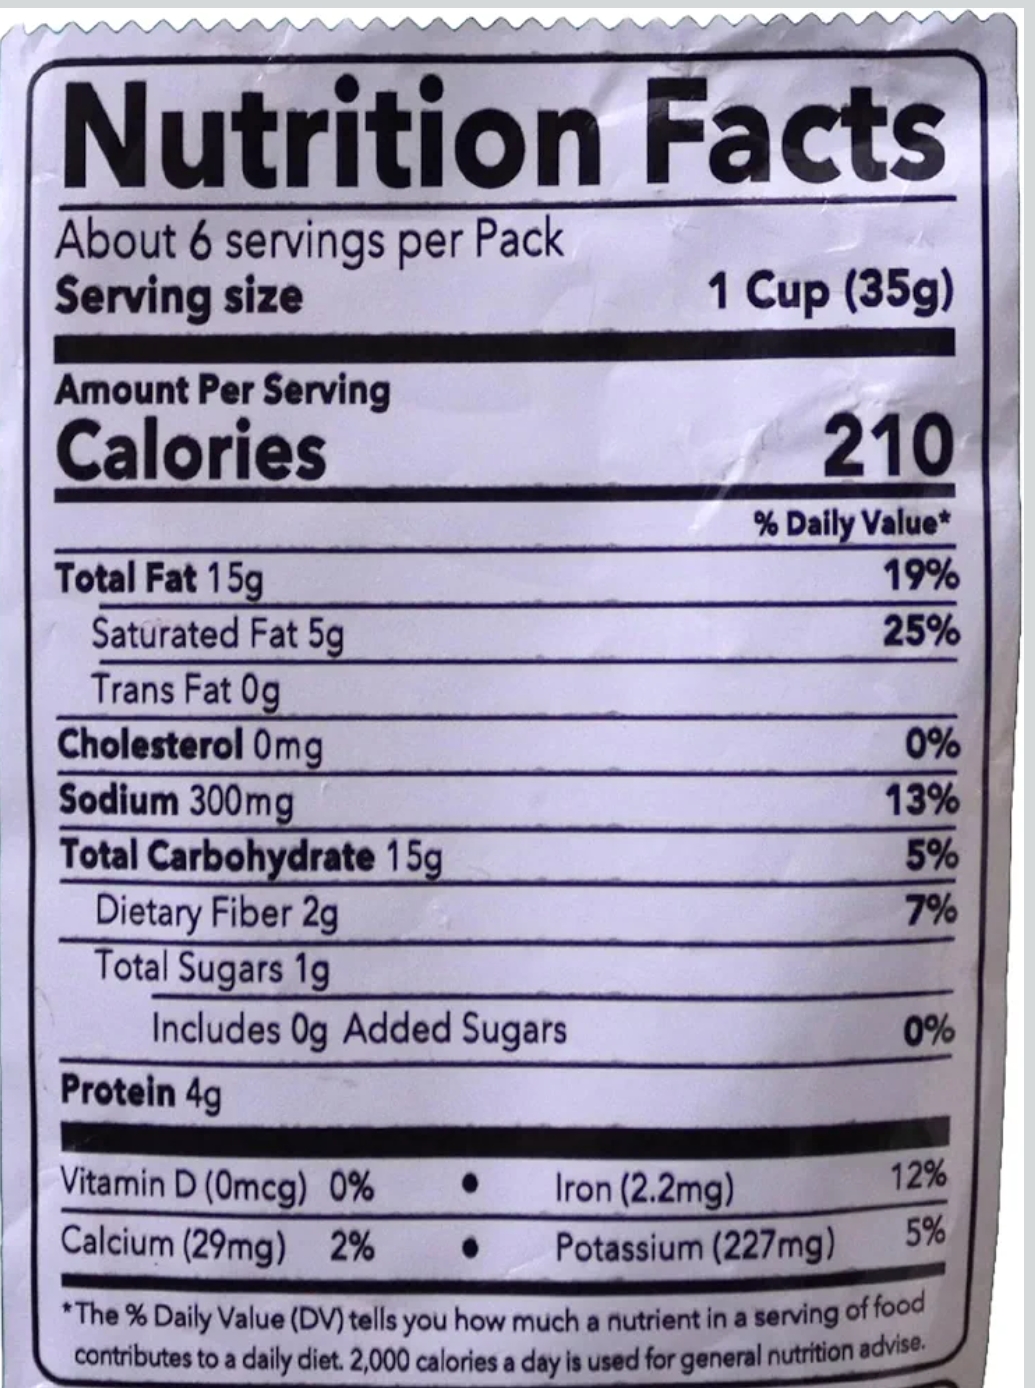 Nutrition Facts
About 6 servings per Pack
Serving size 1 Cup (35g)
Amount Per Serving
Calories 210
% Daily Value*
Total Fat 15g 19%
Saturated Fat 5g 25%
Trans Fat 0g
Cholesterol 0mg 0%
Sodium 300mg 13%
Total Carbohydrate 15g 5%
Dietary Fiber 2g 7%
Total Sugars 1g
Includes 0g Added Sugars 0%
Protein 4g
Vitamin D (0mcg) 0% • Iron (2.2mg) 12%
Calcium (29mg) 2% • Potassium (227mg) 5%
*The % Daily Value (DV) tells you how much a nutrient in a serving of food
contributes to a daily diet. 2,000 calories a day is used for general nutrition advise.